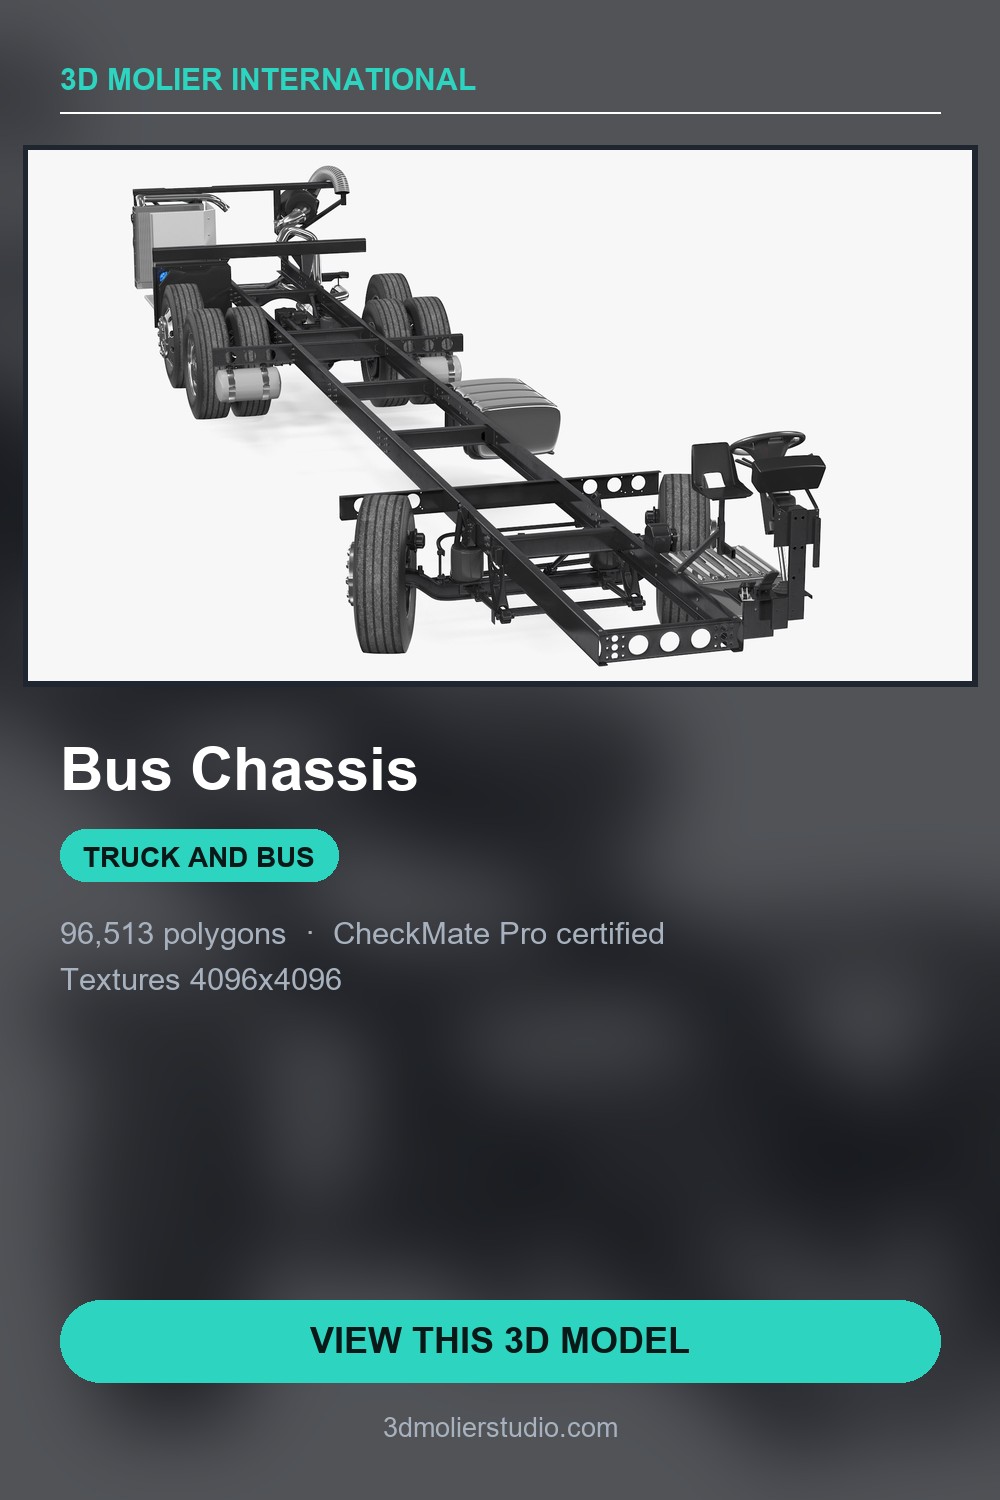 3D MOLIER INTERNATIONAL
Bus Chassis
TRUCK AND BUS
96,513 polygons · CheckMate Pro certified
Textures 4096x4096
VIEW THIS 3D MODEL
3dmolierstudio.com